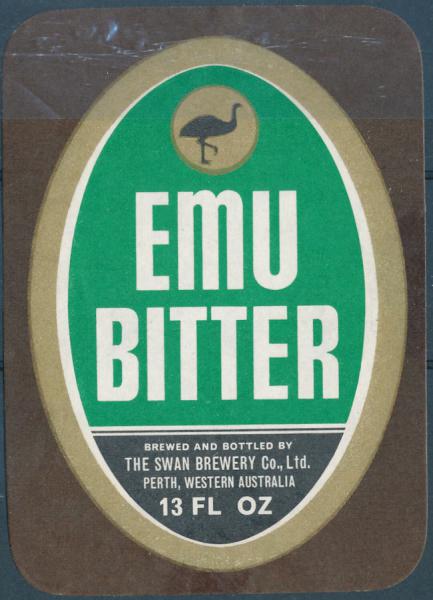 EMU
BITTER
BREWED AND BOTTLED BY
THE SWAN BREWERY Co., Ltd.
PERTH, WESTERN AUSTRALIA
13 FL OZ